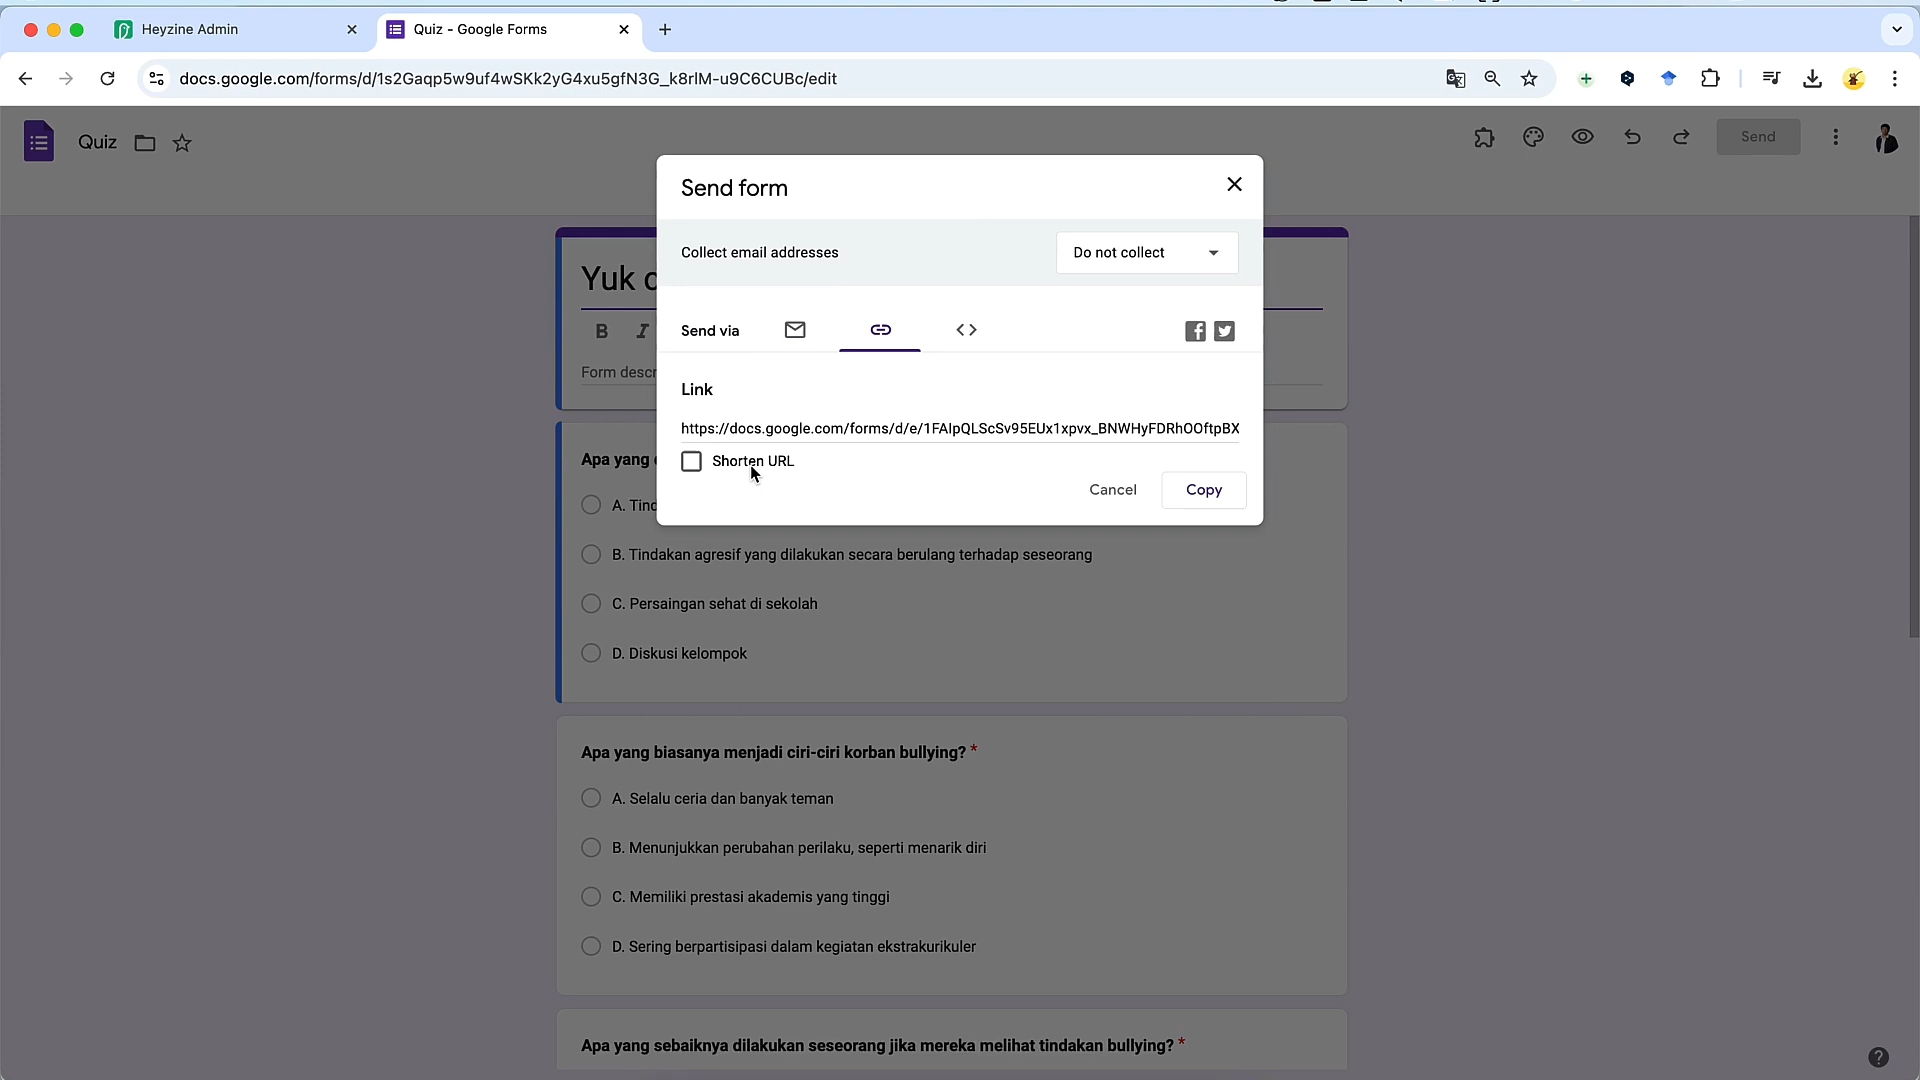 Heyzine Admin
Quiz - Google Forms
docs.google.com/forms/d/1s2Gaqp5w9uf4wSKk2yG4xu5gfN3G_k8rlM-u9C6CUBc/edit
Quiz
Send
Send form
Collect email addresses
Do not collect
Yuk
Send via
B I
Form descr
Link
https://docs.google.com/forms/d/e/1FAIpQLScSv95EUx1xpvx_BNWHyFDRhOOftpBX
Shorten URL
Cancel
Copy
Apa yang
A. Tind
B. Tindakan agresif yang dilakukan secara berulang terhadap seseorang
C. Persaingan sehat di sekolah
D. Diskusi kelompok
Apa yang biasanya menjadi ciri-ciri korban bullying? *
A. Selalu ceria dan banyak teman
B. Menunjukkan perubahan perilaku, seperti menarik diri
C. Memiliki prestasi akademis yang tinggi
D. Sering berpartisipasi dalam kegiatan ekstrakurikuler
Apa yang sebaiknya dilakukan seseorang jika mereka melihat tindakan bullying? *